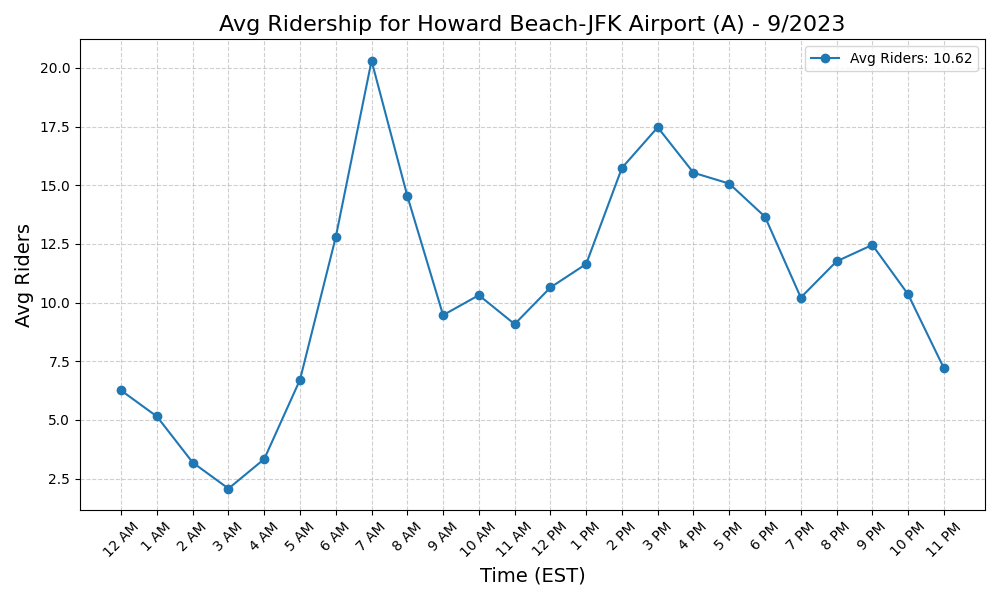 Avg Ridership for Howard Beach-JFK Airport (A) - 9/2023
Avg Riders: 10.62
Avg Riders
20.0
17.5
15.0
12.5
10.0
7.5
5.0
2.5
12 AM
1 AM
2 AM
3 AM
4 AM
5 AM
6 AM
7 AM
8 AM
9 AM
10 AM
11 AM
12 PM
1 PM
2 PM
3 PM
4 PM
5 PM
6 PM
7 PM
8 PM
9 PM
10 PM
11 PM
Time (EST)